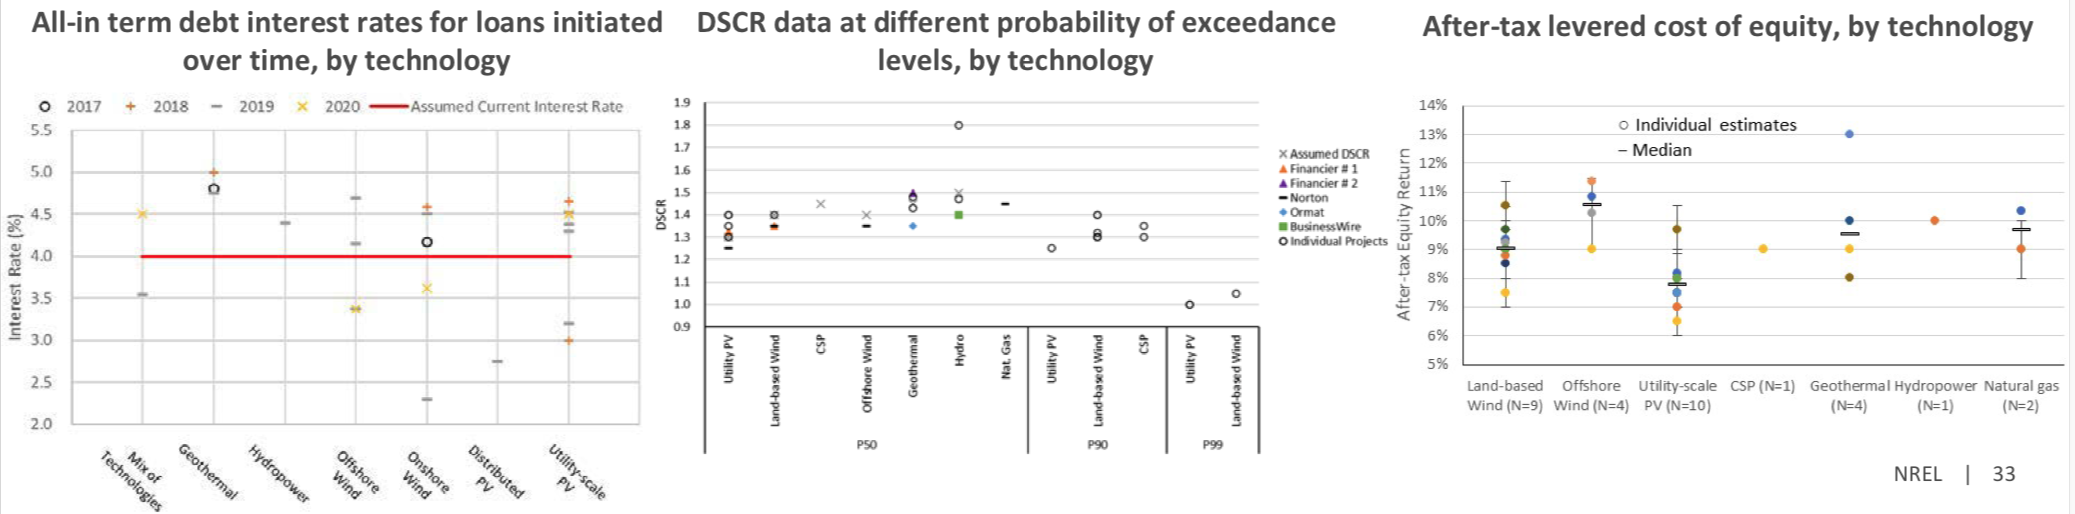 All-in term debt interest rates for loans initiated
over time, by technology
2017
2018
2019
2020
Assumed Current Interest Rate
Interest Rate (%)
5.5
5.0
4.5
4.0
3.5
3.0
2.5
2.0
Mix of
Technologies
Geothermal
Hydropower
Offshore
Wind
Onshore
Wind
Distributed
PV
Utility-scale
PV
DSCR data at different probability of exceedance
levels, by technology
DSCR
1.9
1.8
1.7
1.6
1.5
1.4
1.3
1.2
1.1
1.0
0.9
Utility PV
Land-based Wind
CSP
Offshore Wind
Geothermal
Hydro
Nat. Gas
Utility PV
Land-based Wind
CSP
Utility PV
Land-based Wind
P50
P90
P99
Assumed DSCR
Financier # 1
Financier # 2
Norton
Ormat
BusinessWire
Individual Projects
After-tax levered cost of equity, by technology
After-tax Equity Return
14%
13%
12%
11%
10%
9%
8%
7%
6%
5%
Individual estimates
Median
Land-based
Wind (N=9)
Offshore
Wind (N=4)
Utility-scale
PV (N=10)
CSP (N=1)
Geothermal
(N=4)
Hydropower
(N=1)
Natural gas
(N=2)
NREL | 33